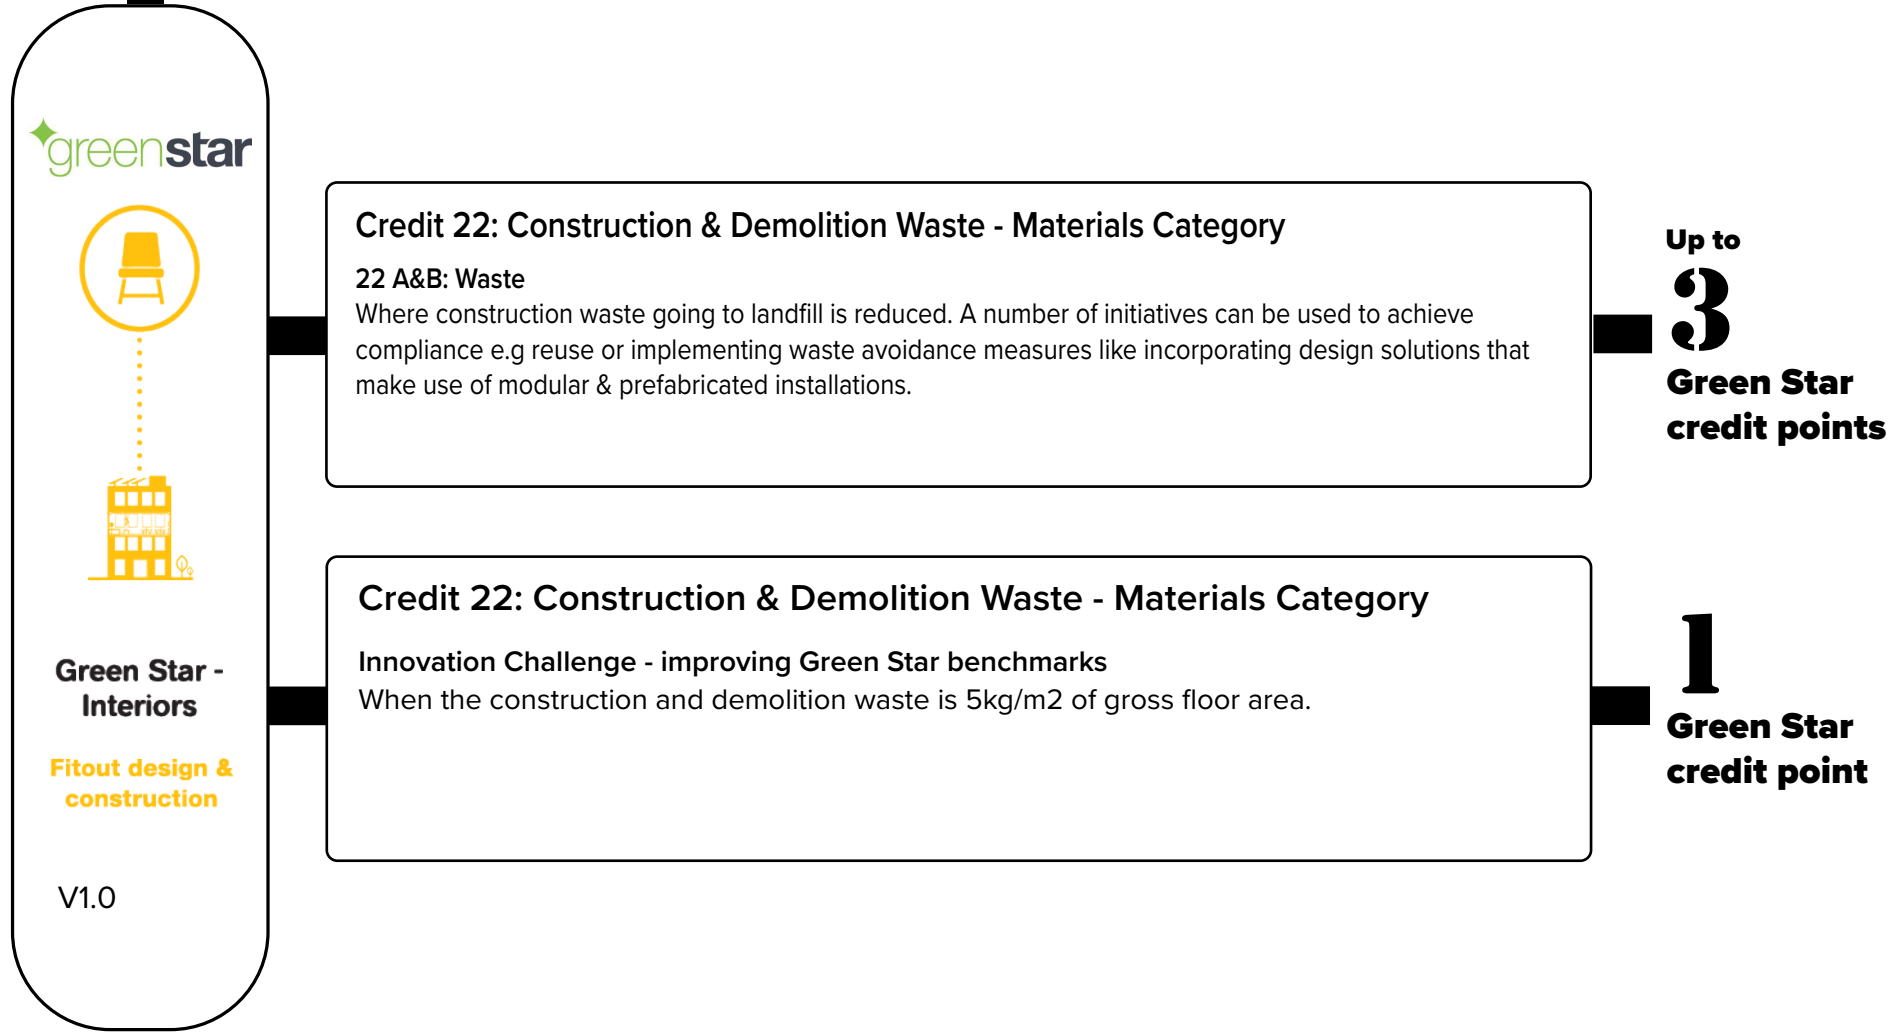 greenstar
Green Star -
Interiors
Fitout design &
construction
V1.0
Credit 22: Construction & Demolition Waste - Materials Category
22 A&B: Waste
Where construction waste going to landfill is reduced. A number of initiatives can be used to achieve
compliance e.g reuse or implementing waste avoidance measures like incorporating design solutions that
make use of modular & prefabricated installations.
Up to
3
Green Star
credit points
Credit 22: Construction & Demolition Waste - Materials Category
Innovation Challenge - improving Green Star benchmarks
When the construction and demolition waste is 5kg/m2 of gross floor area.
1
Green Star
credit point